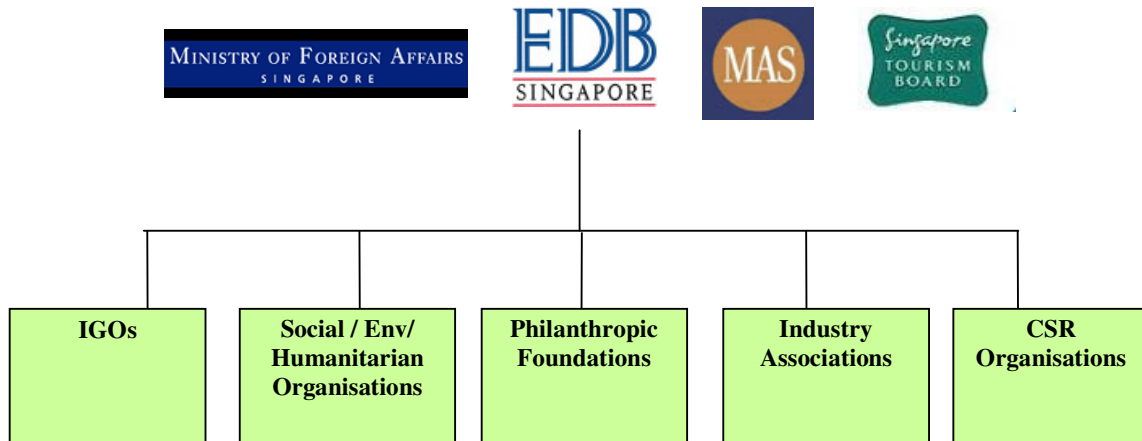 MINISTRY OF FOREIGN AFFAIRS
SINGAPORE
EDB
SINGAPORE
MAS
Singapore
TOURISM
BOARD
IGOs
Social / Env/
Humanitarian
Organisations
Philanthropic
Foundations
Industry
Associations
CSR
Organisations